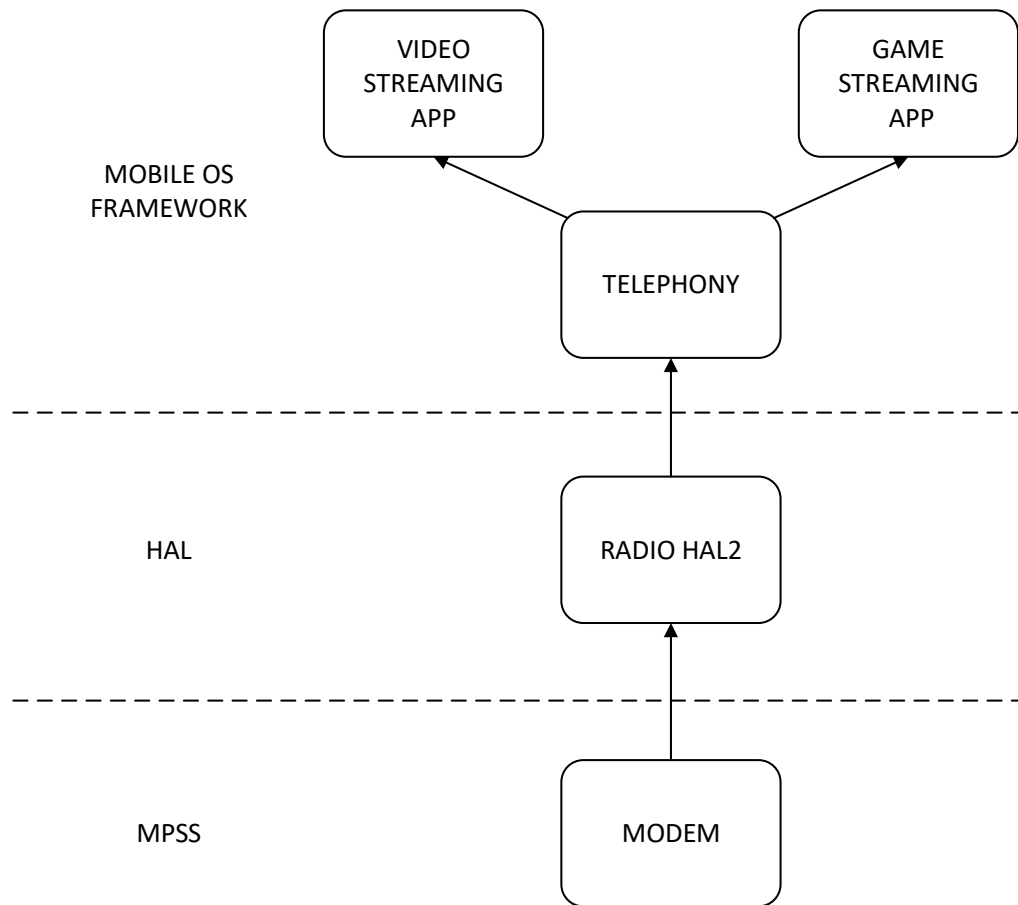 VIDEO
STREAMING
APP
GAME
STREAMING
APP
MOBILE OS
FRAMEWORK
TELEPHONY
HAL
RADIO HAL2
MPSS
MODEM